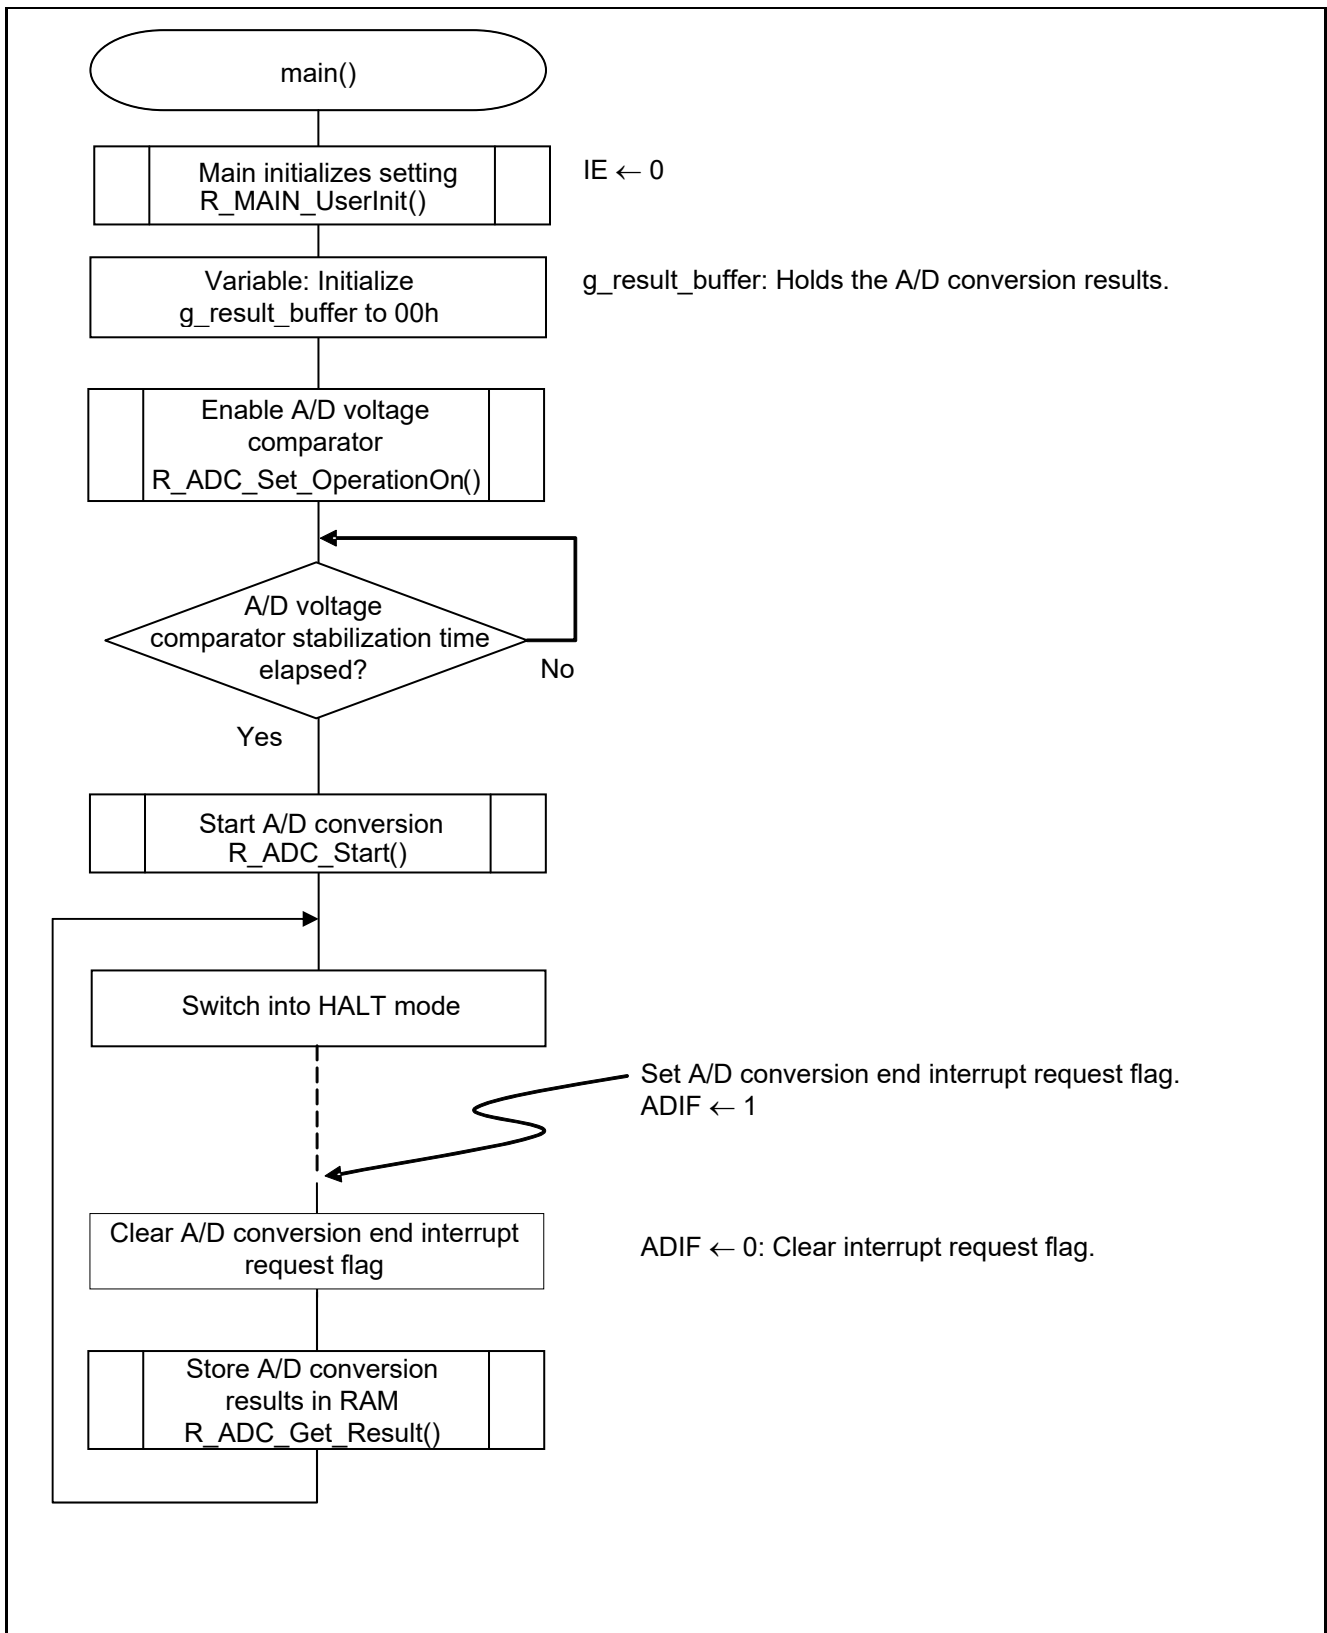 main()
Main initializes setting
R_MAIN_UserInit()
IE ← 0
Variable: Initialize
g_result_buffer to 00h
g_result_buffer: Holds the A/D conversion results.
Enable A/D voltage
comparator
R_ADC_Set_OperationOn()
A/D voltage
comparator stabilization time
elapsed?
No
Yes
Start A/D conversion
R_ADC_Start()
Switch into HALT mode
Set A/D conversion end interrupt request flag.
ADIF ← 1
Clear A/D conversion end interrupt
request flag
ADIF ← 0: Clear interrupt request flag.
Store A/D conversion
results in RAM
R_ADC_Get_Result()